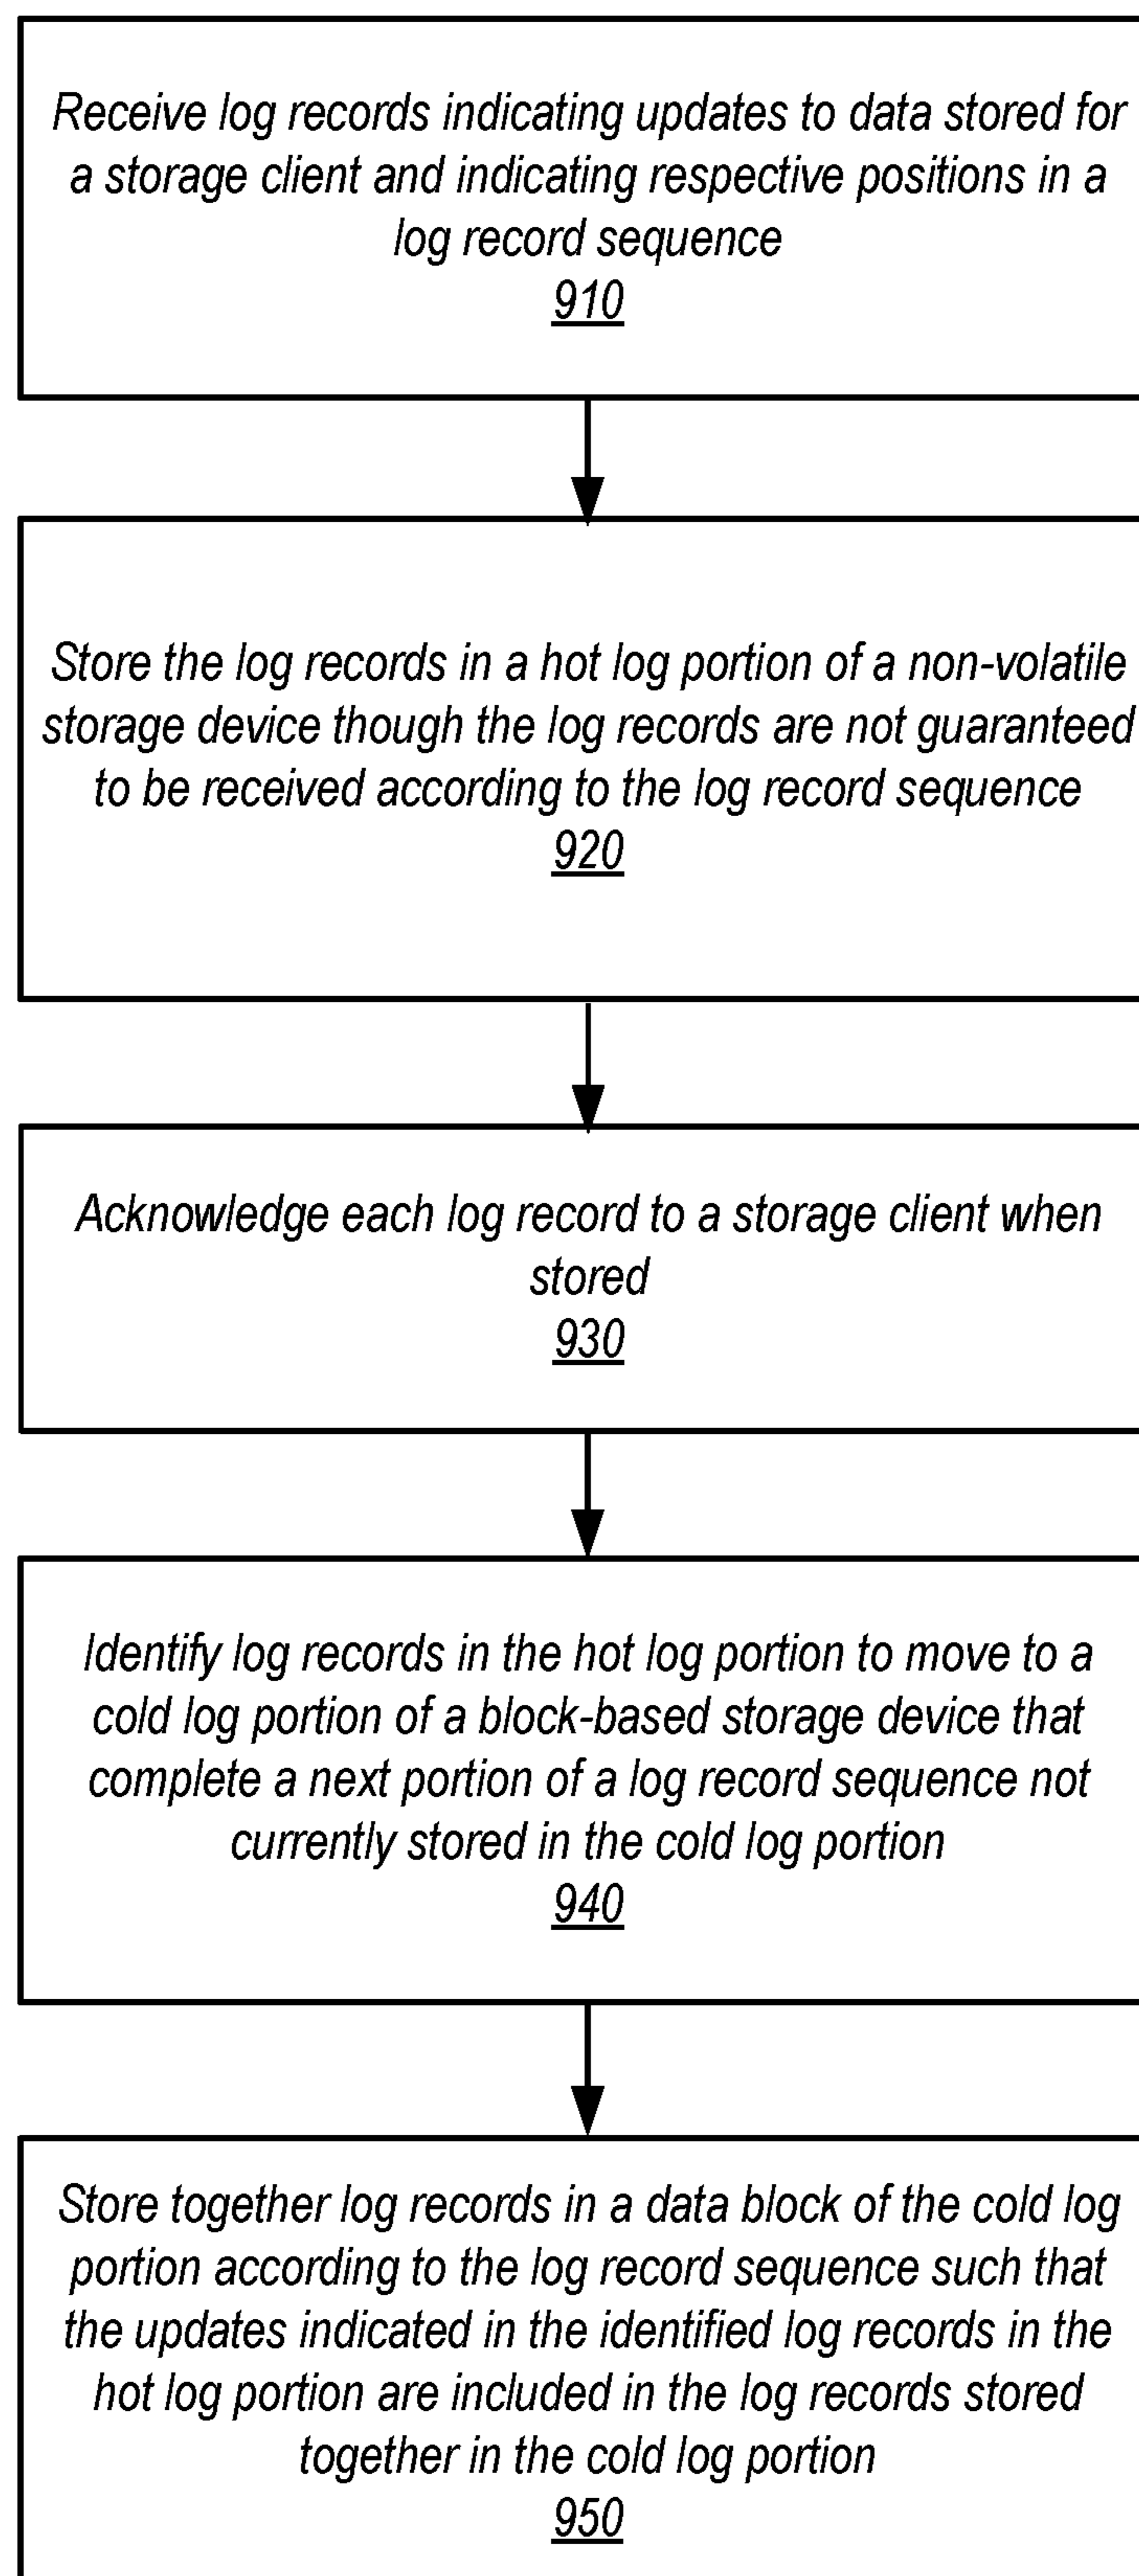 Receive log records indicating updates to data stored for
a storage client and indicating respective positions in a
log record sequence
910
Store the log records in a hot log portion of a non-volatile
storage device though the log records are not guaranteed
to be received according to the log record sequence
920
Acknowledge each log record to a storage client when
stored
930
Identify log records in the hot log portion to move to a
cold log portion of a block-based storage device that
complete a next portion of a log record sequence not
currently stored in the cold log portion
940
Store together log records in a data block of the cold log
portion according to the log record sequence such that
the updates indicated in the identified log records in the
hot log portion are included in the log records stored
together in the cold log portion
950